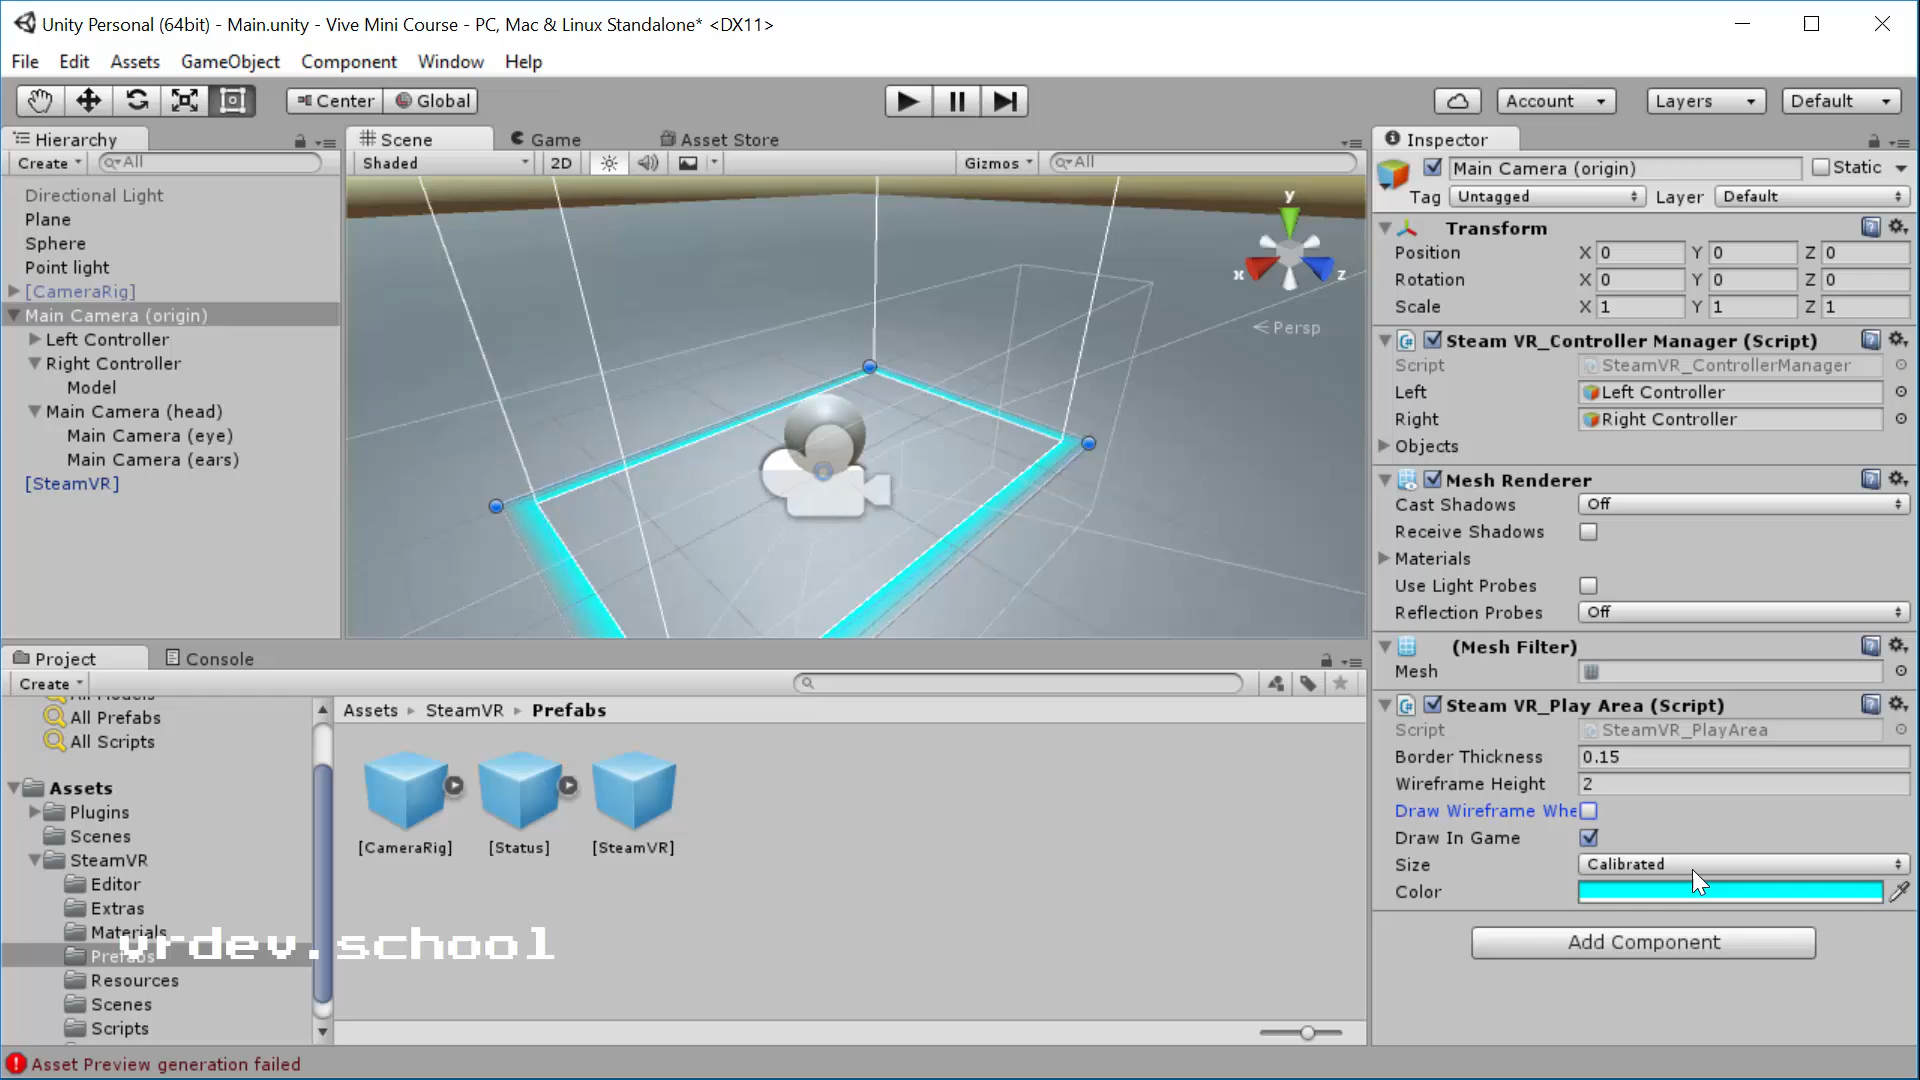 Unity Personal (64bit) - Main.unity - Vive Mini Course - PC, Mac & Linux Standalone* <DX11>
File Edit Assets GameObject Component Window Help
Center Global
Account Layers Default
Hierarchy
Create All
Directional Light
Plane
Sphere
Point light
[CameraRig]
Main Camera (origin)
Left Controller
Right Controller
Model
Main Camera (head)
Main Camera (eye)
Main Camera (ears)
[SteamVR]
Scene Game Asset Store
Shaded 2D Gizmos All
y
x z
Persp
Inspector
Main Camera (origin) Static
Tag Untagged Layer Default
Transform
Position X 0 Y 0 Z 0
Rotation X 0 Y 0 Z 0
Scale X 1 Y 1 Z 1
Steam VR_Controller Manager (Script)
Script SteamVR_ControllerManager
Left Left Controller
Right Right Controller
Objects
Mesh Renderer
Cast Shadows Off
Receive Shadows
Materials
Use Light Probes
Reflection Probes Off
(Mesh Filter)
Mesh
Steam VR_Play Area (Script)
Script SteamVR_PlayArea
Border Thickness 0.15
Wireframe Height 2
Draw Wireframe Whe
Draw In Game
Size Calibrated
Color
Add Component
Project Console
Create
All Models
All Prefabs
All Scripts
Assets
Plugins
Scenes
SteamVR
Editor
Extras
Materials
Prefabs
Resources
Scenes
Scripts
Assets SteamVR Prefabs
[CameraRig] [Status] [SteamVR]
vrdev.school
Asset Preview generation failed